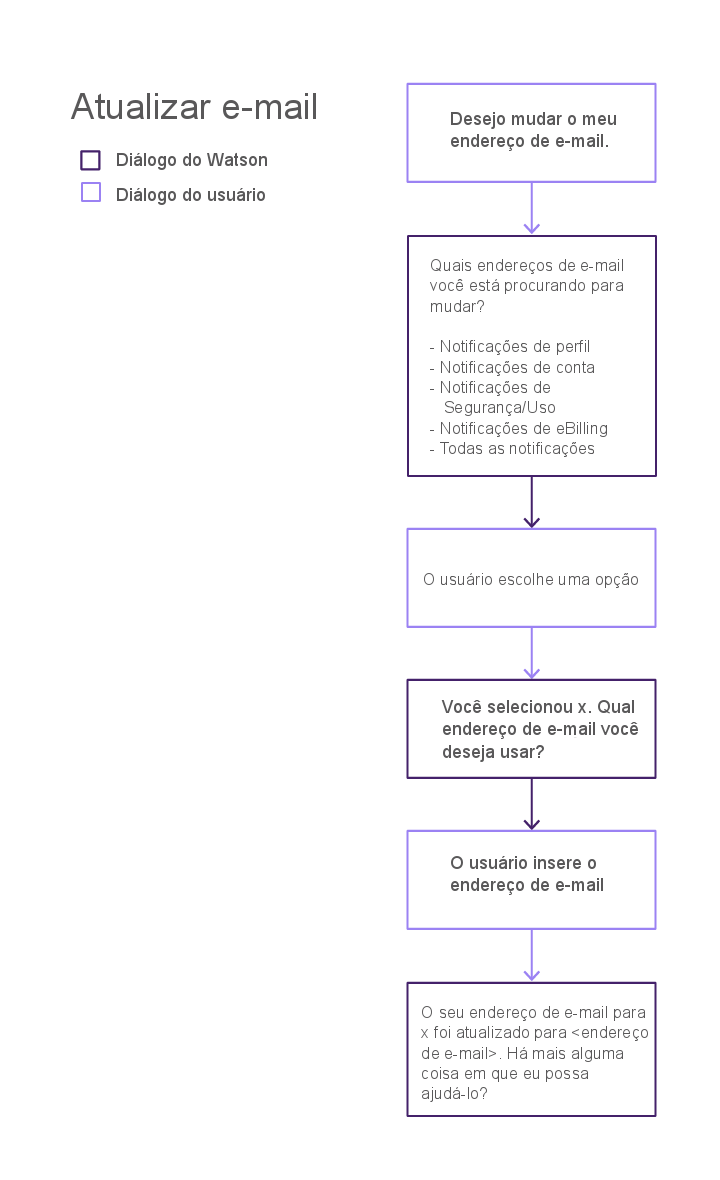 Atualizar e-mail
Diálogo do Watson
Diálogo do usuário
Desejo mudar o meu
endereço de e-mail.
Quais endereços de e-mail
você está procurando para
mudar?
- Notificações de perfil
- Notificações de conta
- Notificações de
Segurança/Uso
- Notificações de eBilling
- Todas as notificações
O usuário escolhe uma opção
Você selecionou x. Qual
endereço de e-mail você
deseja usar?
O usuário insere o
endereço de e-mail
O seu endereço de e-mail para
x foi atualizado para <endereço
de e-mail>. Há mais alguma
coisa em que eu possa
ajudá-lo?